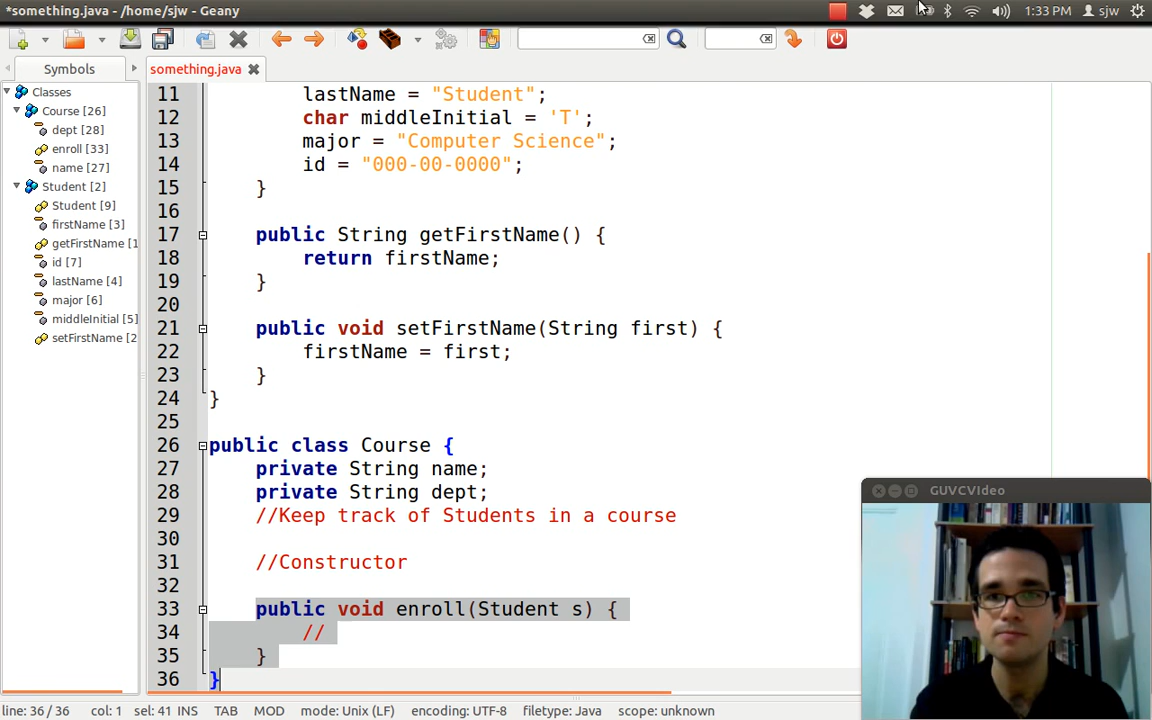 *something.java - /home/sjw - Geany
1:33 PM sjw
Symbols
something.java
Classes
Course [26]
dept [28]
enroll [33]
name [27]
Student [2]
Student [9]
firstName [3]
getFirstName [1
id [7]
lastName [4]
major [6]
middleInitial [5]
setFirstName [2
11 lastName = "Student";
12 char middleInitial = 'T';
13 major = "Computer Science";
14 id = "000-00-0000";
15 }
16
17 public String getFirstName() {
18 return firstName;
19 }
20
21 public void setFirstName(String first) {
22 firstName = first;
23 }
24 }
25
26 public class Course {
27 private String name;
28 private String dept;
29 //Keep track of Students in a course
30
31 //Constructor
32
33 public void enroll(Student s) {
34 //
35 }
36 }
GUVCVIdeo
line: 36 / 36 col: 1 sel: 41 INS TAB MOD mode: Unix (LF) encoding: UTF-8 filetype: Java scope: unknown